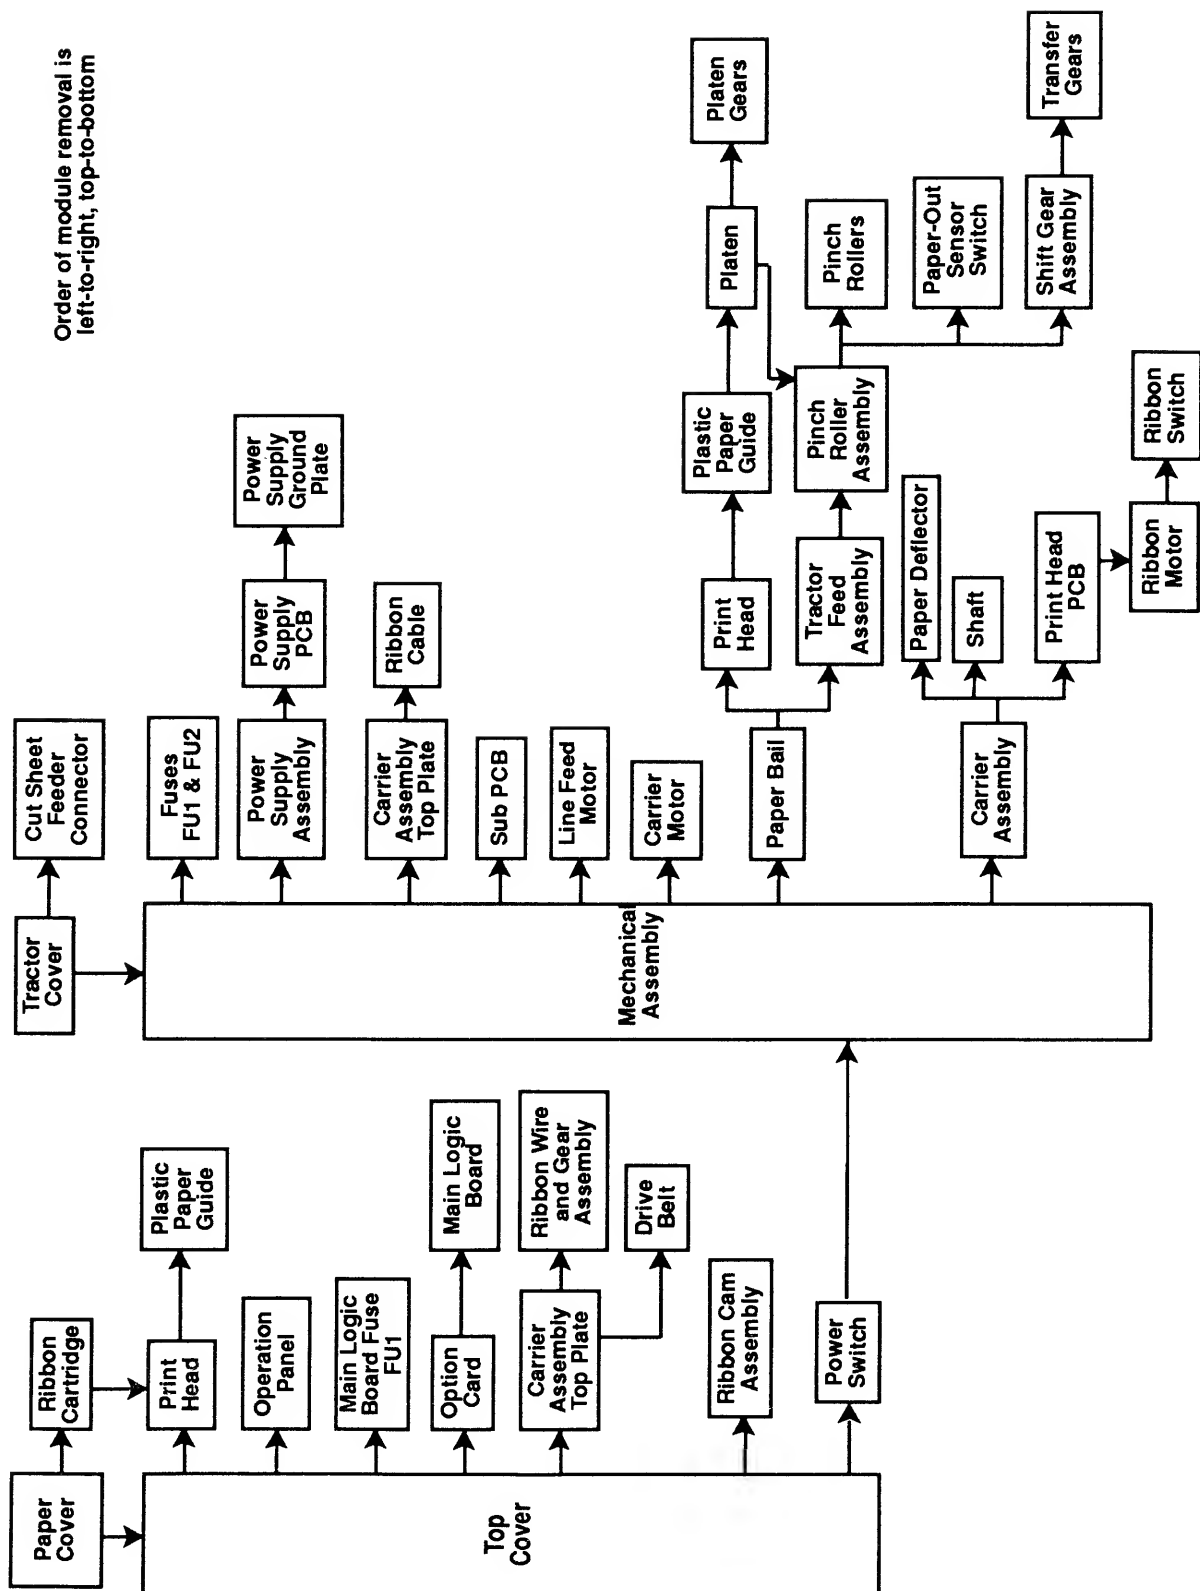 Order of module removal is
left-to-right, top-to-bottom
Paper
Cover
Ribbon
Cartridge
Top
Cover
Print
Head
Plastic
Paper
Guide
Operation
Panel
Main Logic
Board Fuse
FU1
Option
Card
Main Logic
Board
Carrier
Assembly
Top Plate
Ribbon Wire
and Gear
Assembly
Drive
Belt
Ribbon Cam
Assembly
Power
Switch
Tractor
Cover
Cut Sheet
Feeder
Connector
Mechanical
Assembly
Fuses
FU1 & FU2
Power
Supply
Assembly
Power
Supply
PCB
Power
Supply
Ground
Plate
Carrier
Assembly
Top Plate
Ribbon
Cable
Sub PCB
Line Feed
Motor
Carrier
Motor
Paper Bail
Print
Head
Plastic
Paper
Guide
Platen
Platen
Gears
Tractor
Feed
Assembly
Pinch
Roller
Assembly
Pinch
Rollers
Paper-Out
Sensor
Switch
Shift Gear
Assembly
Transfer
Gears
Carrier
Assembly
Paper Deflector
Shaft
Print Head
PCB
Ribbon
Motor
Ribbon
Switch